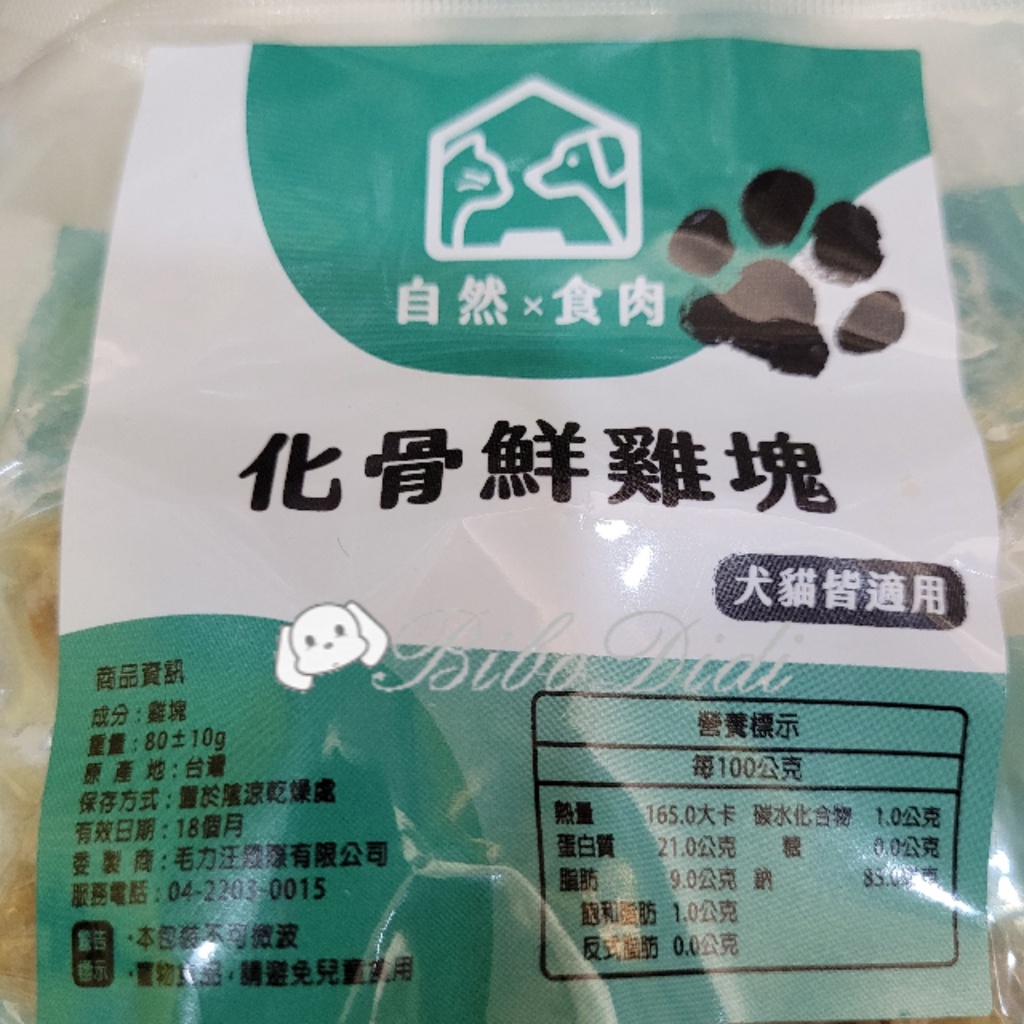 自然×食肉
化骨鮮雞塊
犬貓皆適用
Bibo Didi
商品資訊
成分：雞塊
重量：80±10g
原產地：台灣
保存方式：置於陰涼乾燥處
有效日期：18個月
委製商：毛力汪國際有限公司
服務電話：04-2203-0015
警告標示
·本包裝不可微波
·寵物食品，請避免兒童食用
營養標示
每100公克
熱量 165.0大卡 碳水化合物 1.0公克
蛋白質 21.0公克 糖 0.0公克
脂肪 9.0公克 鈉
飽和脂肪 1.0公克
反式脂肪 0.0公克